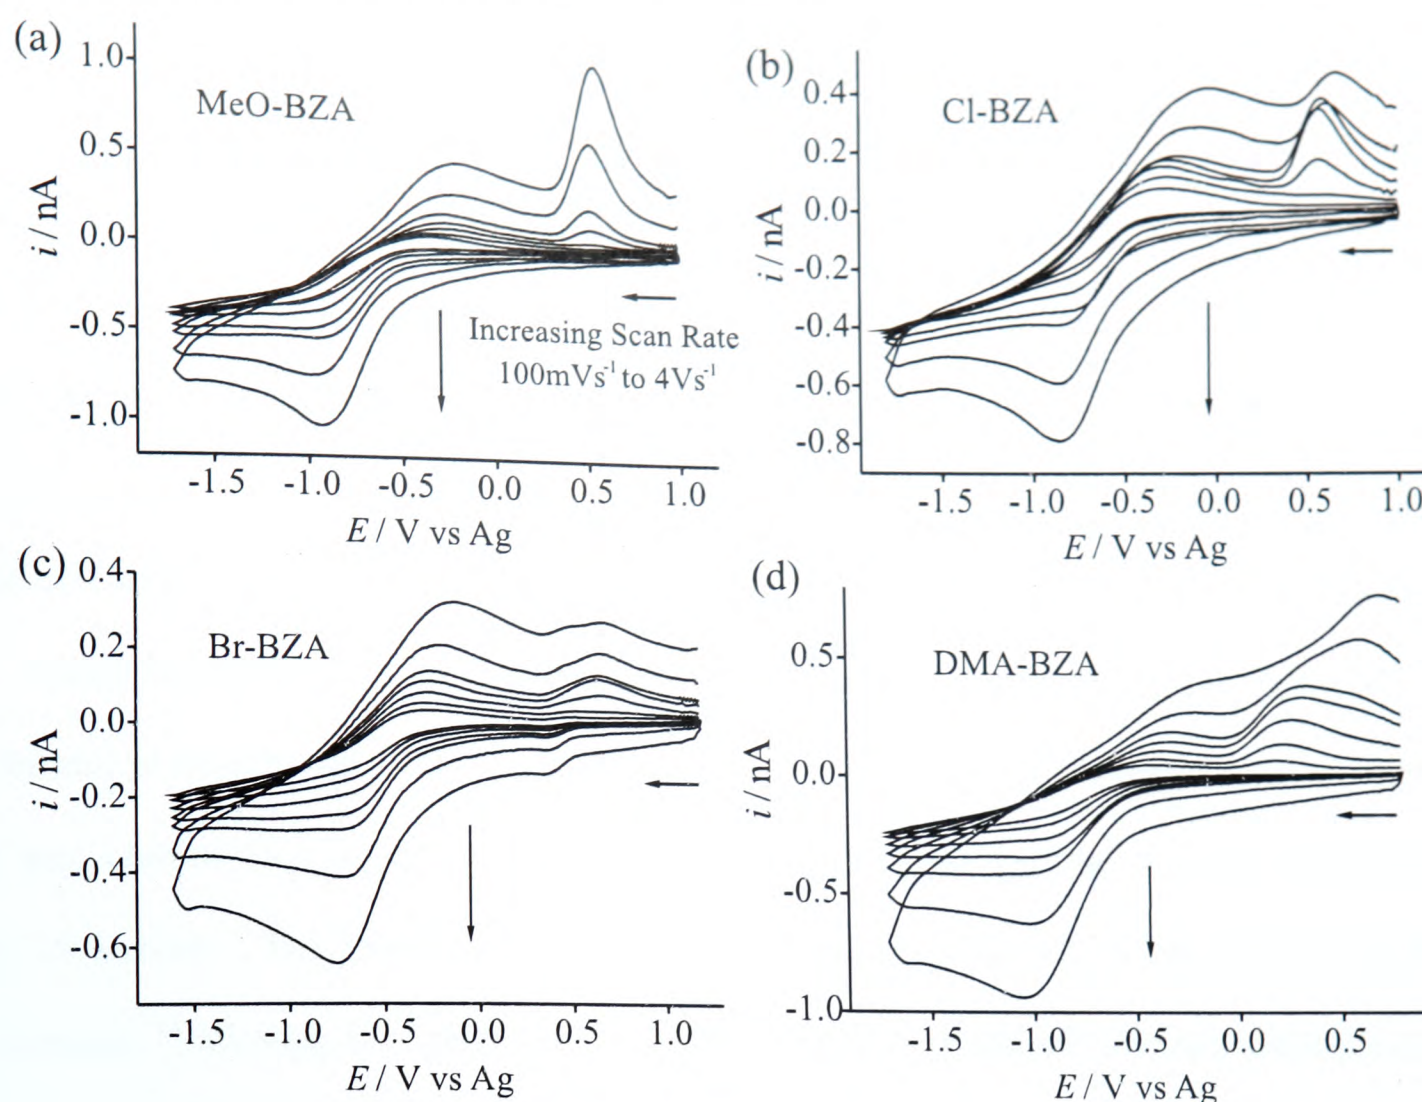 (a)
MeO-BZA
1.0
0.5
0.0
-0.5
-1.0
i / nA
Increasing Scan Rate
100mVs⁻¹ to 4Vs⁻¹
-1.5 -1.0 -0.5 0.0 0.5 1.0
E / V vs Ag
(b)
Cl-BZA
0.4
0.2
0.0
-0.2
-0.4
-0.6
-0.8
i / nA
-1.5 -1.0 -0.5 0.0 0.5 1.0
E / V vs Ag
(c)
Br-BZA
0.4
0.2
0.0
-0.2
-0.4
-0.6
i / nA
-1.5 -1.0 -0.5 0.0 0.5 1.0
E / V vs Ag
(d)
DMA-BZA
0.5
0.0
-0.5
-1.0
i / nA
-1.5 -1.0 -0.5 0.0 0.5
E / V vs Ag